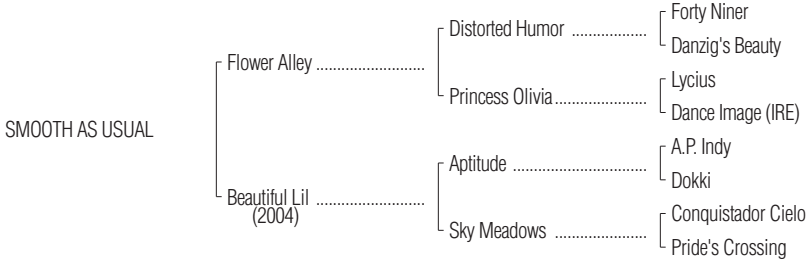 Forty Niner
Distorted Humor ..................
Danzig's Beauty
Flower Alley ..........................
Lycius
Princess Olivia......................
Dance Image (IRE)
SMOOTH AS USUAL
A.P. Indy
Aptitude ................................
Dokki
Beautiful Lil ..........................
(2004)
Conquistador Cielo
Sky Meadows ......................
Pride's Crossing